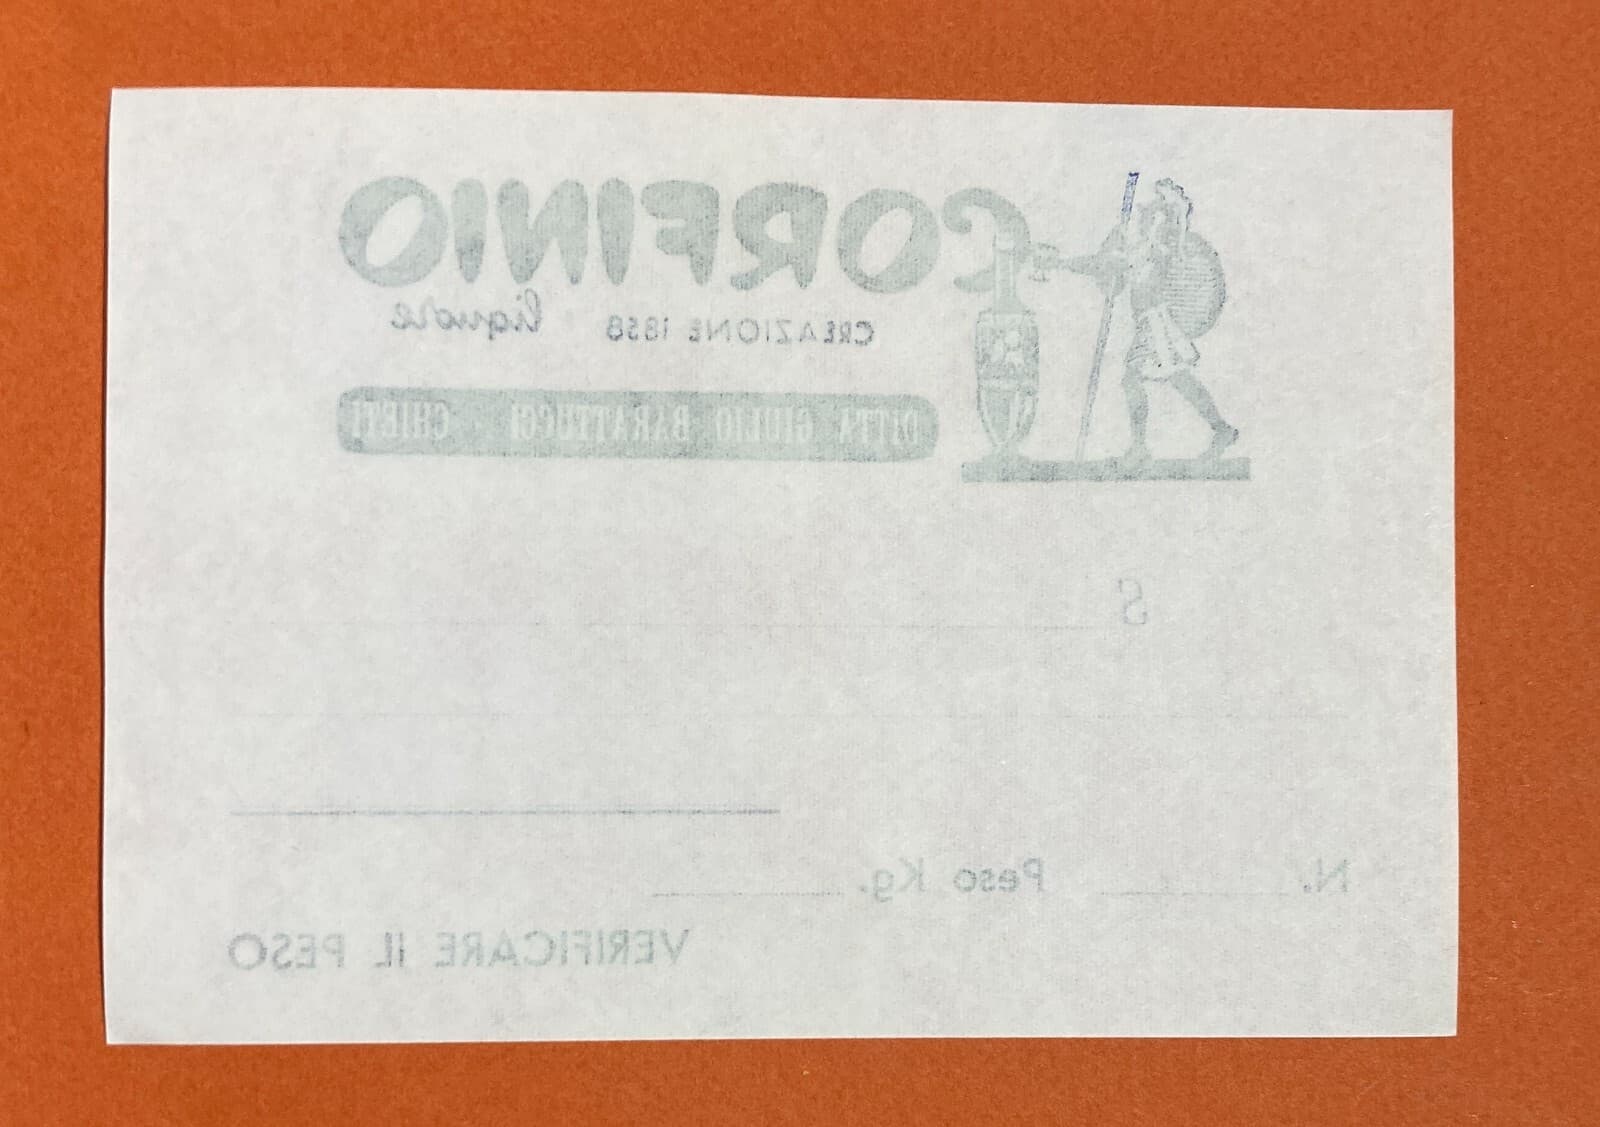 CORFINIO
CREAZIONE 1858 liquore
DITTA GIULIO BARATTUCCI - CHIETI
S
N. Peso Kg.
VERIFICARE IL PESO